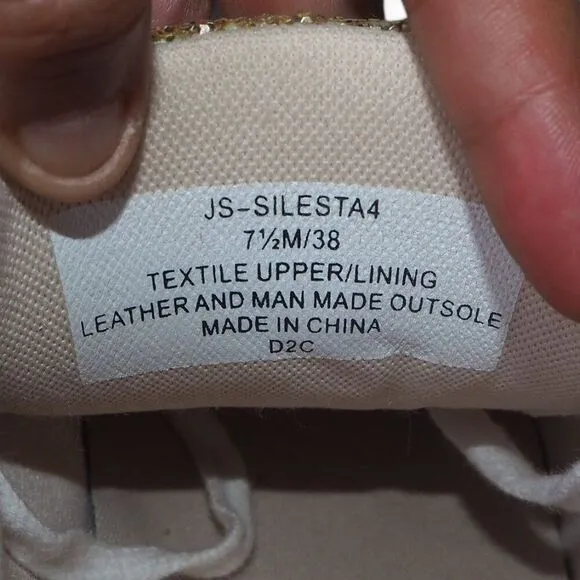 JS-SILESTA4
7½M/38
TEXTILE UPPER/LINING
LEATHER AND MAN MADE OUTSOLE
MADE IN CHINA
D2C